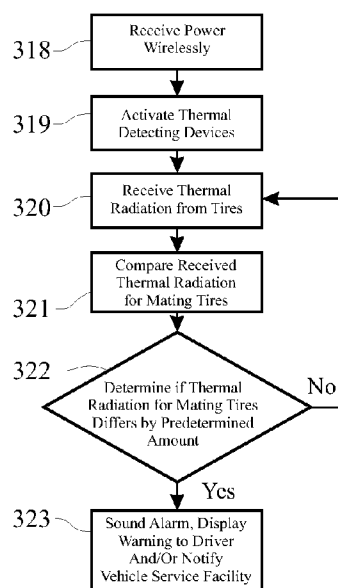 318
Receive Power
Wirelessly
319
Activate Thermal
Detecting Devices
320
Receive Thermal
Radiation from Tires
321
Compare Received
Thermal Radiation
for Mating Tires
322
Determine if Thermal
Radiation for Mating Tires
Differs by Predetermined
Amount
No
Yes
323
Sound Alarm, Display
Warning to Driver
And/Or Notify
Vehicle Service Facility